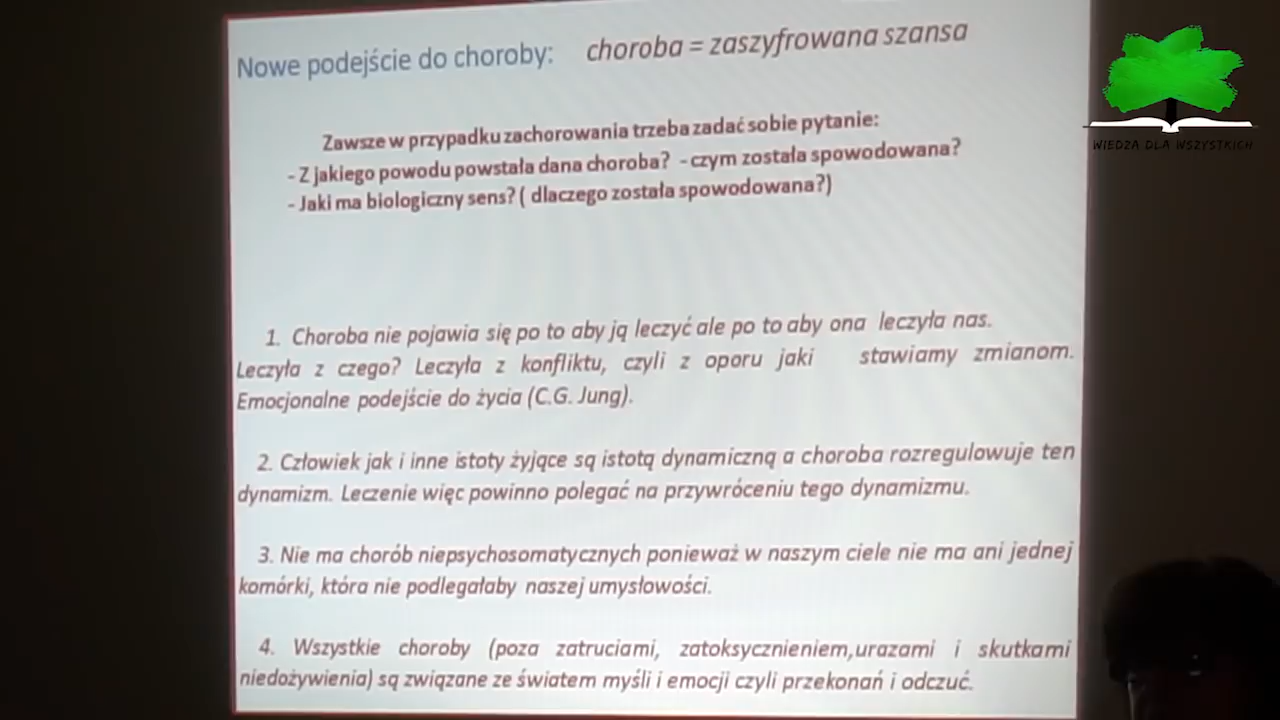 Nowe podejście do choroby: choroba = zaszyfrowana szansa
Zawsze w przypadku zachorowania trzeba zadać sobie pytanie:
- Z jakiego powodu powstała dana choroba? - czym została spowodowana?
- Jaki ma biologiczny sens? ( dlaczego została spowodowana?)
1. Choroba nie pojawia się po to aby ją leczyć ale po to aby ona leczyła nas.
Leczyła z czego? Leczyła z konfliktu, czyli z oporu jaki stawiamy zmianom.
Emocjonalne podejście do życia (C.G. Jung).
2. Człowiek jak i inne istoty żyjące są istotą dynamiczną a choroba rozregulowuje ten
dynamizm. Leczenie więc powinno polegać na przywróceniu tego dynamizmu.
3. Nie ma chorób niepsychosomatycznych ponieważ w naszym ciele nie ma ani jednej
komórki, która nie podlegałaby naszej umysłowości.
4. Wszystkie choroby (poza zatruciami, zatoksycznieniem,urazami i skutkami
niedożywienia) są związane ze światem myśli i emocji czyli przekonań i odczuć.
WIEDZA DLA WSZYSTKICH